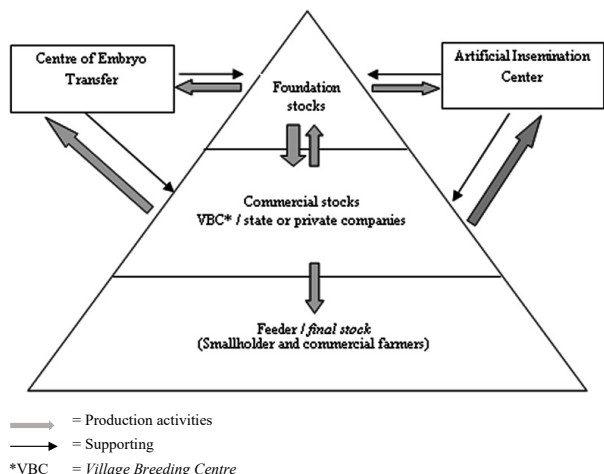 Centre of Embryo
Transfer
Artificial Insemination
Center
Foundation
stocks
Commercial stocks
VBC* / state or private companies
Feeder / final stock
(Smallholder and commercial farmers)
= Production activities
= Supporting
*VBC = Village Breeding Centre